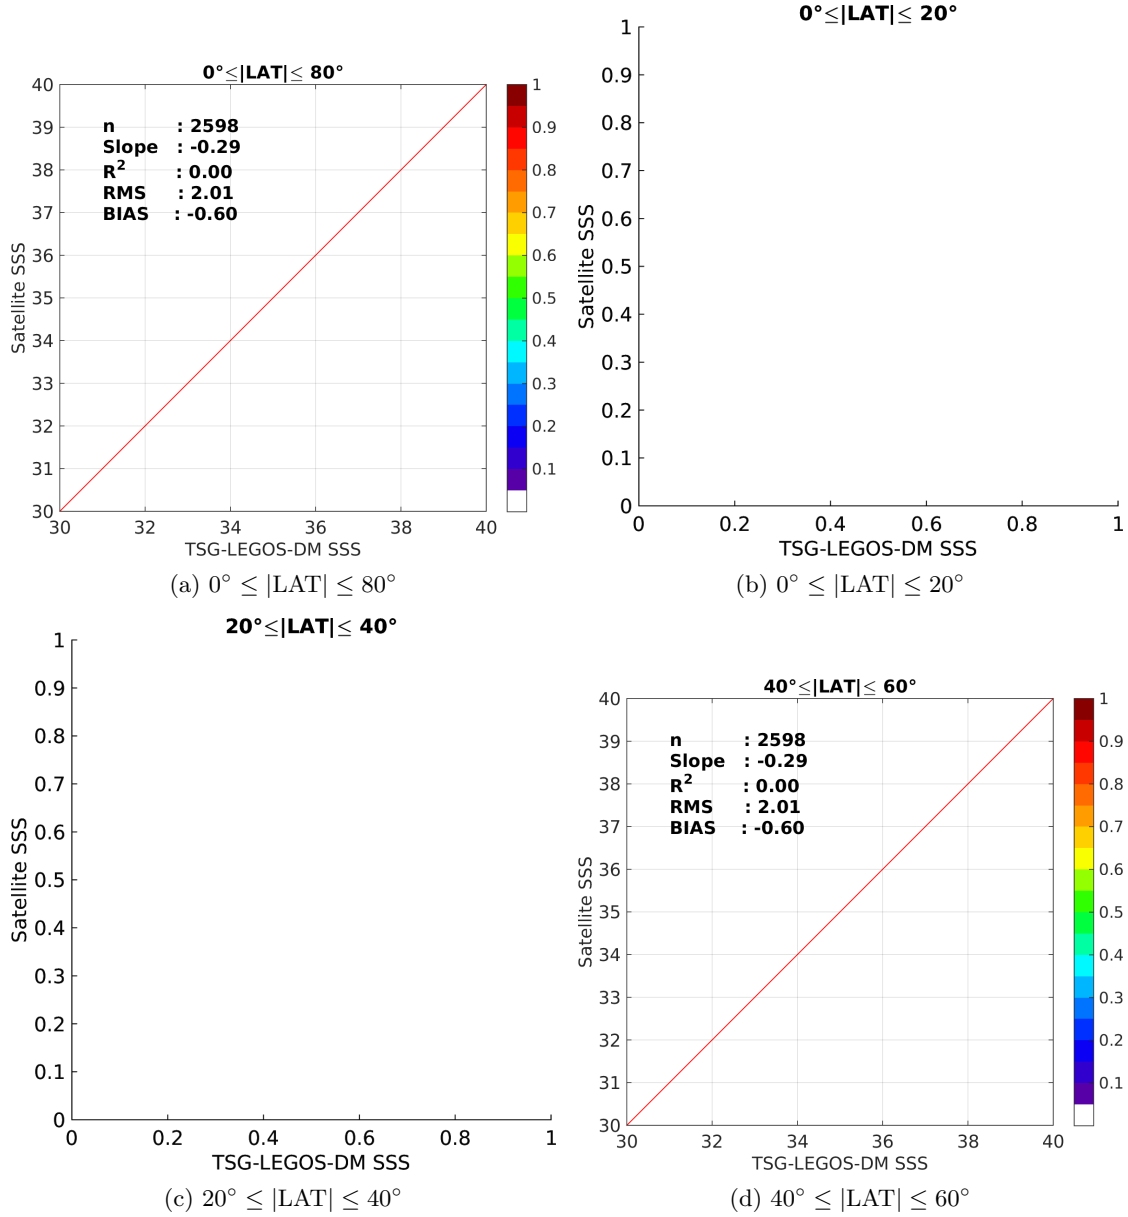 0°≤|LAT|≤ 80°
40
39
38
37
36
35
34
33
32
31
30
Satellite SSS
n : 2598
Slope : -0.29
R² : 0.00
RMS : 2.01
BIAS : -0.60
30 32 34 36 38 40
TSG-LEGOS-DM SSS
1
0.9
0.8
0.7
0.6
0.5
0.4
0.3
0.2
0.1
(a) 0° ≤ |LAT| ≤ 80°
0°≤|LAT|≤ 20°
1
0.9
0.8
0.7
0.6
0.5
0.4
0.3
0.2
0.1
0
Satellite SSS
0 0.2 0.4 0.6 0.8 1
TSG-LEGOS-DM SSS
(b) 0° ≤ |LAT| ≤ 20°
20°≤|LAT|≤ 40°
1
0.9
0.8
0.7
0.6
0.5
0.4
0.3
0.2
0.1
0
Satellite SSS
0 0.2 0.4 0.6 0.8 1
TSG-LEGOS-DM SSS
(c) 20° ≤ |LAT| ≤ 40°
40°≤|LAT|≤ 60°
40
39
38
37
36
35
34
33
32
31
30
Satellite SSS
n : 2598
Slope : -0.29
R² : 0.00
RMS : 2.01
BIAS : -0.60
30 32 34 36 38 40
TSG-LEGOS-DM SSS
1
0.9
0.8
0.7
0.6
0.5
0.4
0.3
0.2
0.1
(d) 40° ≤ |LAT| ≤ 60°